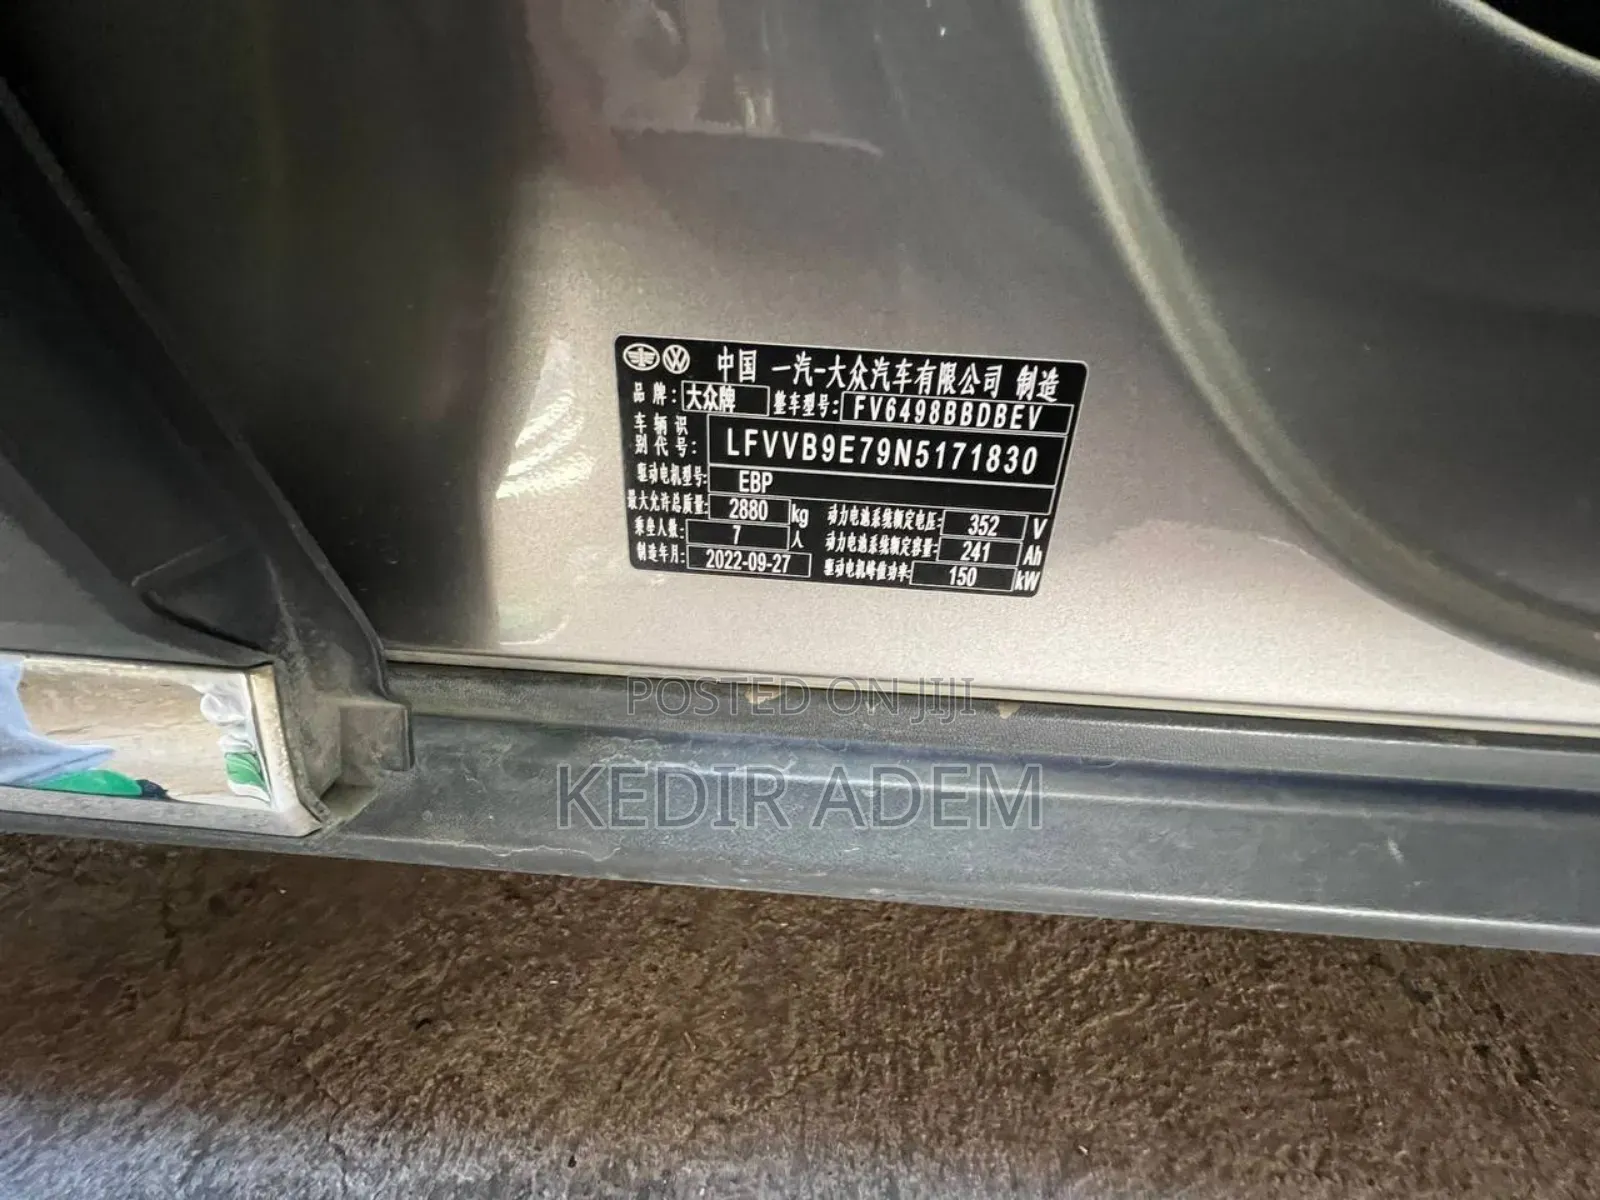 中国 一汽-大众汽车有限公司 制造
品牌: 大众牌 整车型号: FV6498BBDBEV
车辆识别代号: LFVVB9E79N5171830
驱动电机型号: EBP
最大允许总质量: 2880 kg 动力电池系统额定电压: 352 V
乘坐人数: 7 人 动力电池系统额定容量: 241 Ah
制造年月: 2022-09-27 驱动电机峰值功率: 150 kW
POSTED ON JIJI
KEDIR ADEM